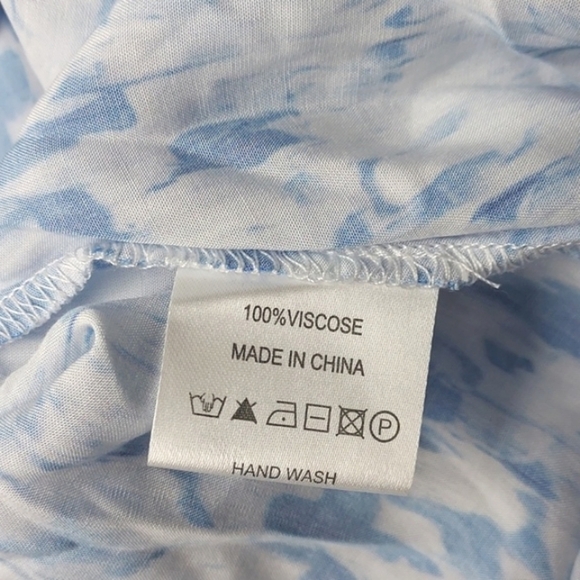 100%VISCOSE
MADE IN CHINA
P
HAND WASH